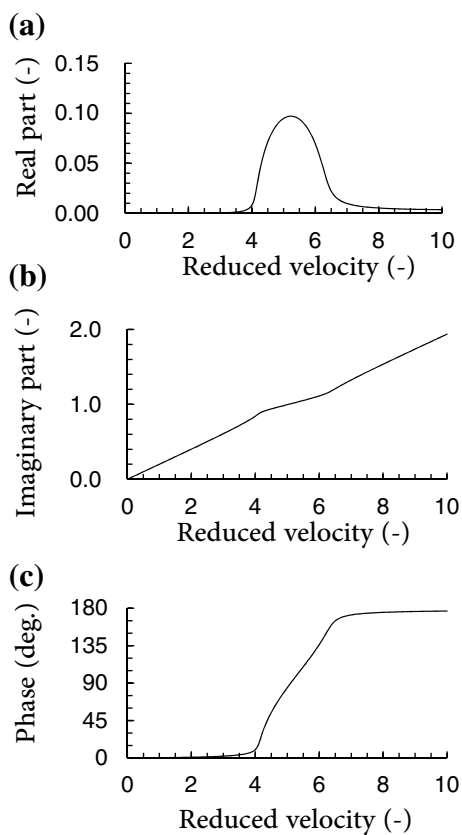 (a)
Real part (-)
0.15
0.10
0.05
0.00
0 2 4 6 8 10
Reduced velocity (-)
(b)
Imaginary part (-)
2.0
1.0
0.0
0 2 4 6 8 10
Reduced velocity (-)
(c)
Phase (deg.)
180
135
90
45
0
0 2 4 6 8 10
Reduced velocity (-)